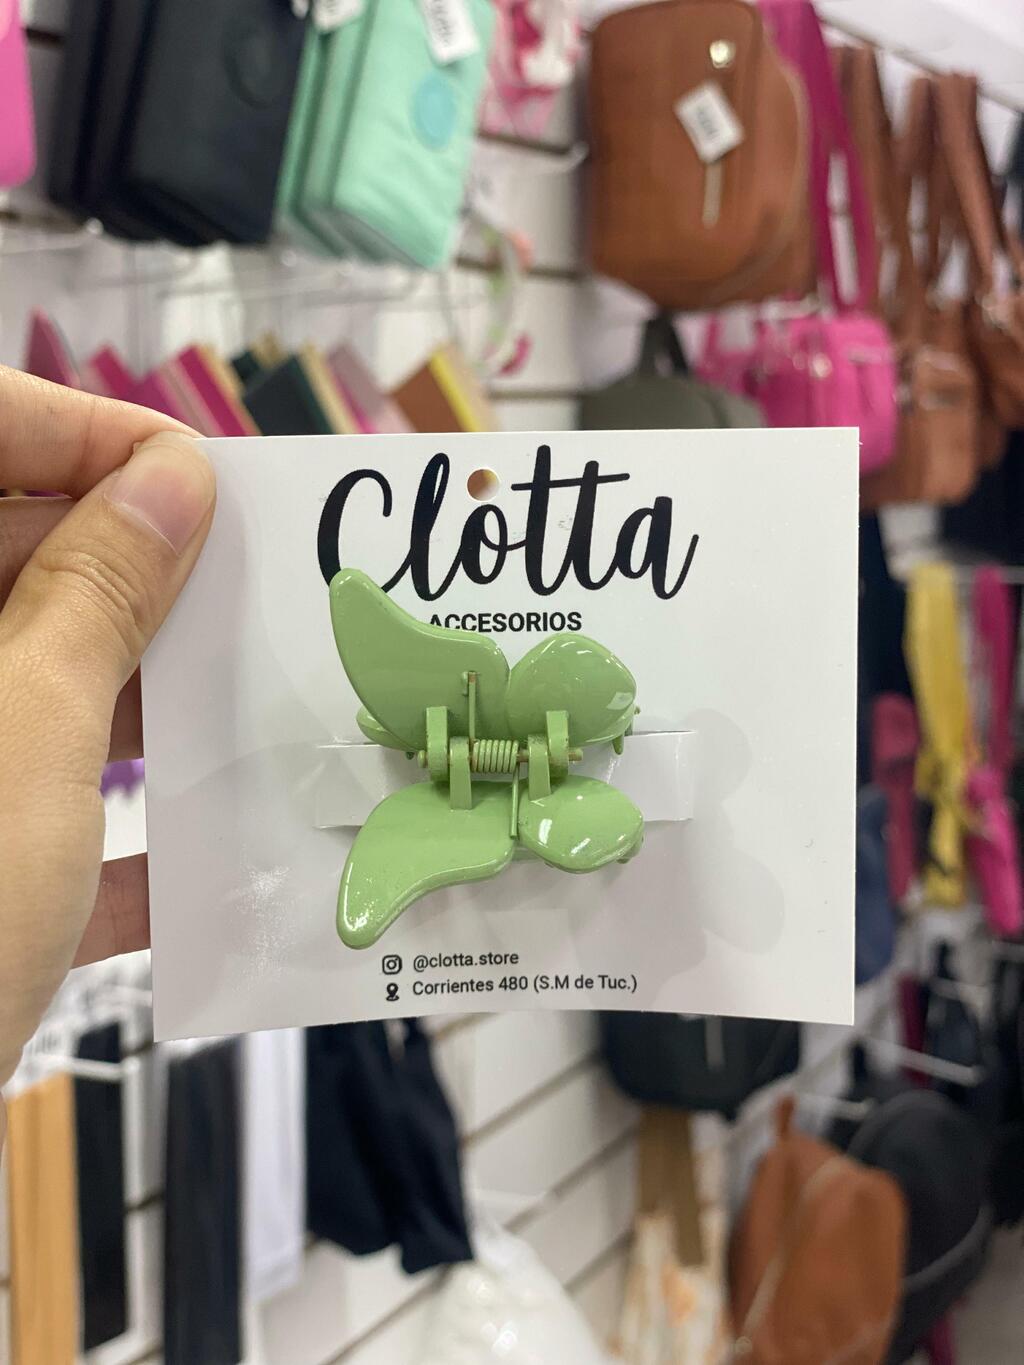 Clotta
ACCESORIOS
@clotta.store
Corrientes 480 (S.M de Tuc.)